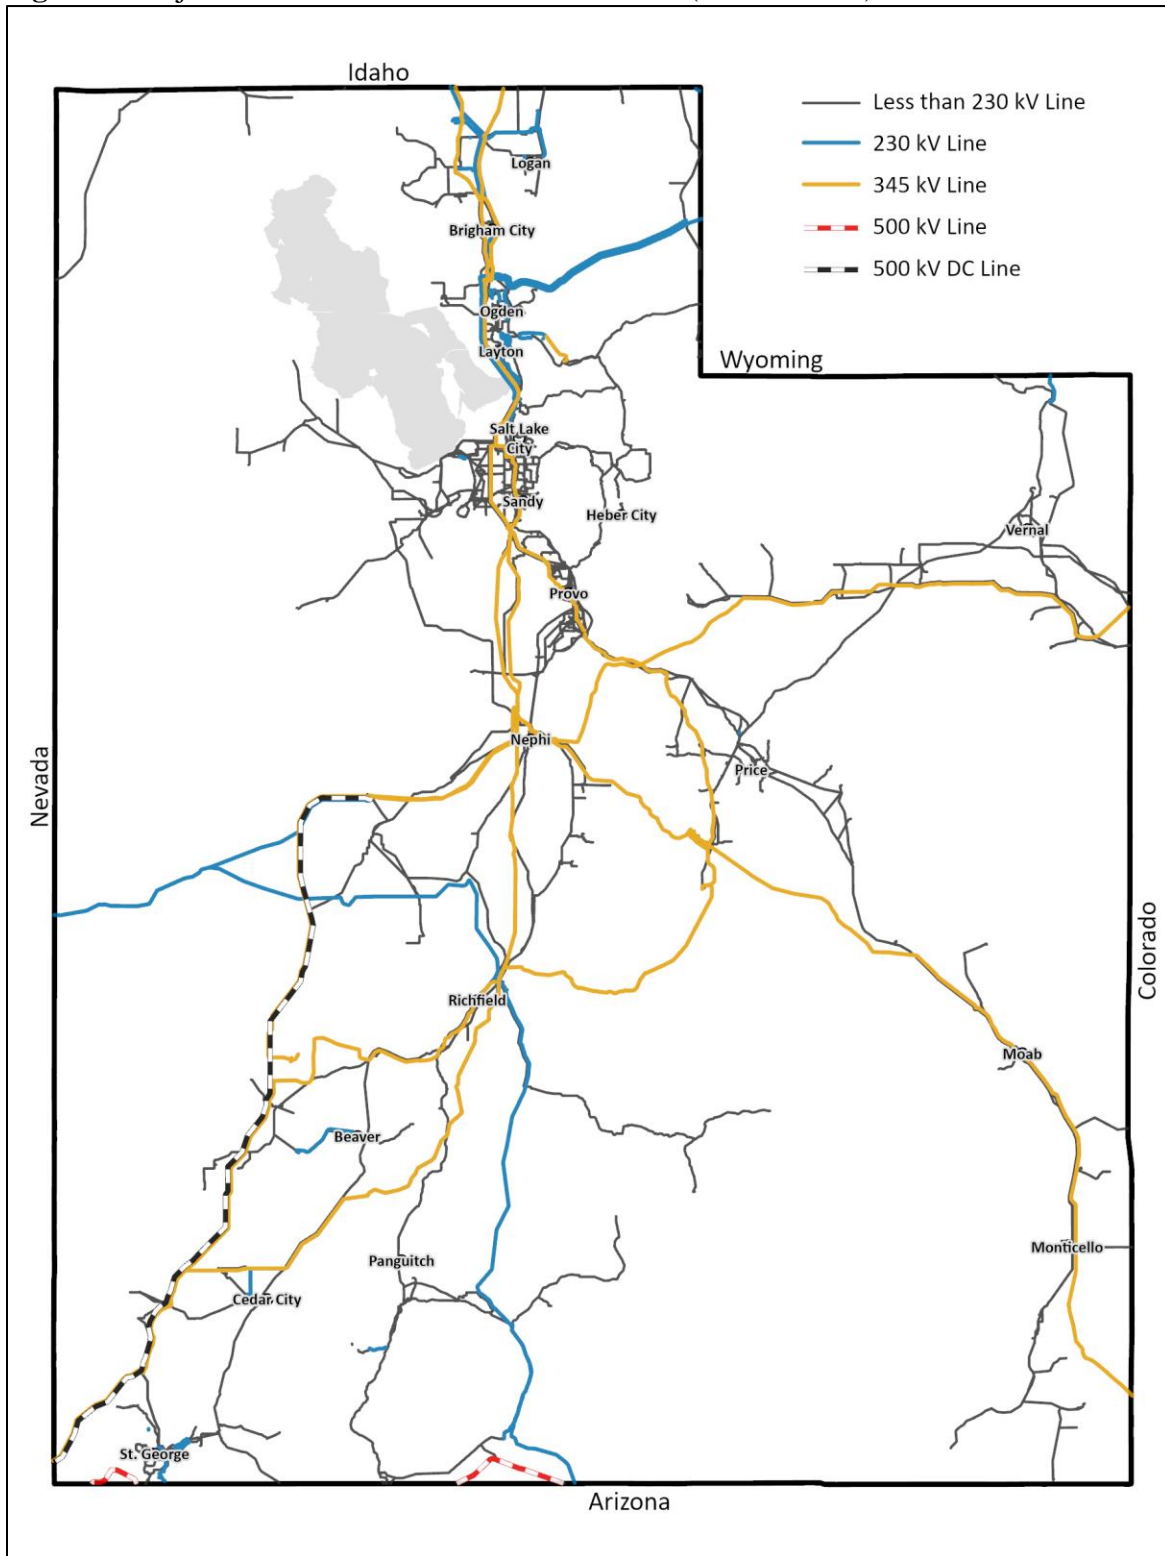 Idaho
Less than 230 kV Line
230 kV Line
345 kV Line
500 kV Line
500 kV DC Line
Logan
Brigham City
Ogden
Layton
Wyoming
Salt Lake
City
Sandy
Heber City
Vernal
Provo
Nevada
Nephi
Price
Colorado
Richfield
Moab
Beaver
Monticello
Panguitch
Cedar City
St. George
Arizona